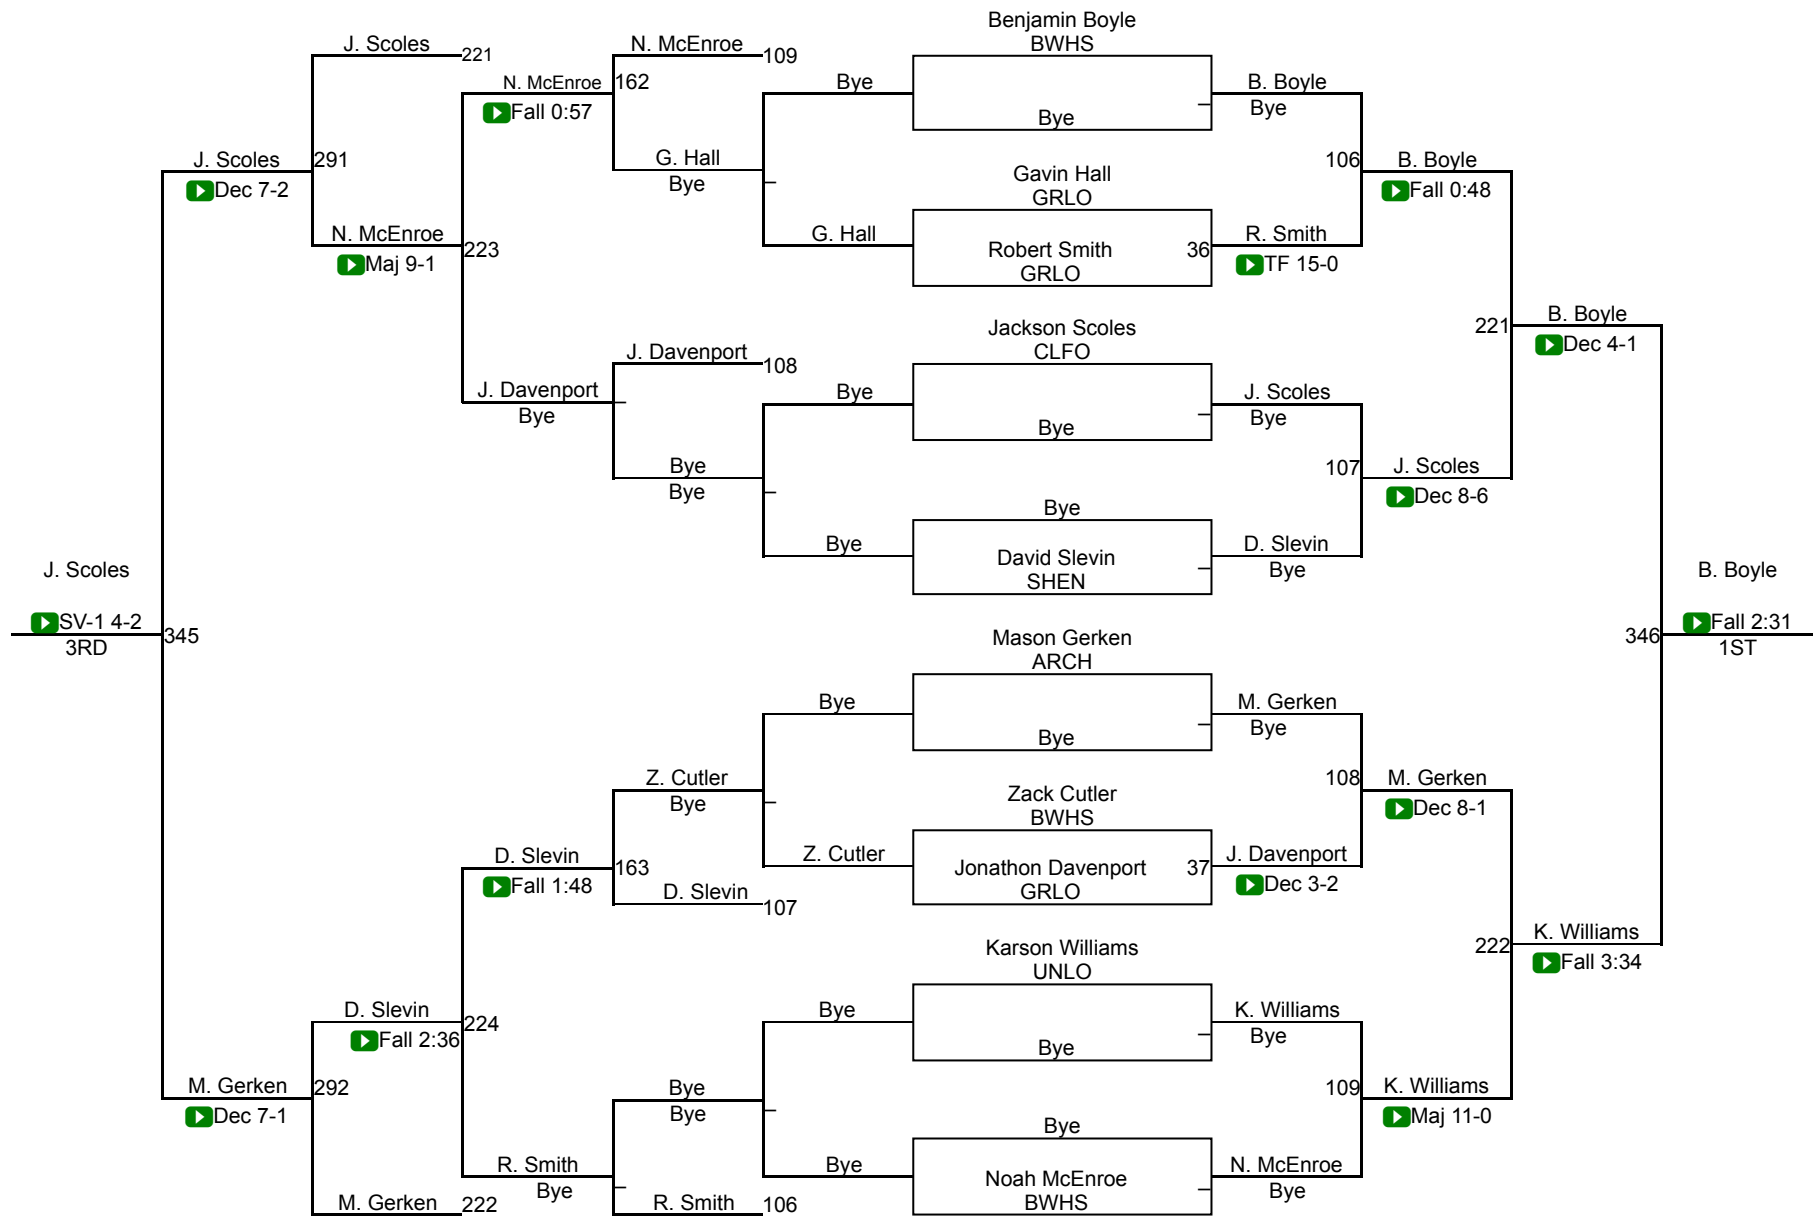 Benjamin Boyle
BWHS
J. Scoles
221
N. McEnroe
109
N. McEnroe
162
Fall 0:57
Bye
Bye
B. Boyle
Bye
G. Hall
Bye
J. Scoles
291
Dec 7-2
106
B. Boyle
Fall 0:48
Gavin Hall
GRLO
N. McEnroe
223
Maj 9-1
G. Hall
Robert Smith
GRLO
36
R. Smith
TF 15-0
Jackson Scoles
CLFO
221
B. Boyle
Dec 4-1
J. Davenport
108
J. Davenport
Bye
Bye
Bye
J. Scoles
Bye
Bye
Bye
107
J. Scoles
Dec 8-6
Bye
Bye
David Slevin
SHEN
D. Slevin
Bye
J. Scoles
SV-1 4-2
3RD
345
B. Boyle
346
Fall 2:31
1ST
Mason Gerken
ARCH
Bye
Bye
M. Gerken
Bye
Z. Cutler
Bye
108
M. Gerken
Dec 8-1
Zack Cutler
BWHS
D. Slevin
163
Fall 1:48
Z. Cutler
Jonathon Davenport
GRLO
37
J. Davenport
Dec 3-2
D. Slevin
107
Karson Williams
UNLO
222
K. Williams
Fall 3:34
D. Slevin
224
Fall 2:36
Bye
Bye
K. Williams
Bye
M. Gerken
292
Dec 7-1
Bye
Bye
109
K. Williams
Maj 11-0
Bye
R. Smith
Bye
Bye
Noah McEnroe
BWHS
N. McEnroe
Bye
M. Gerken
222
R. Smith
106